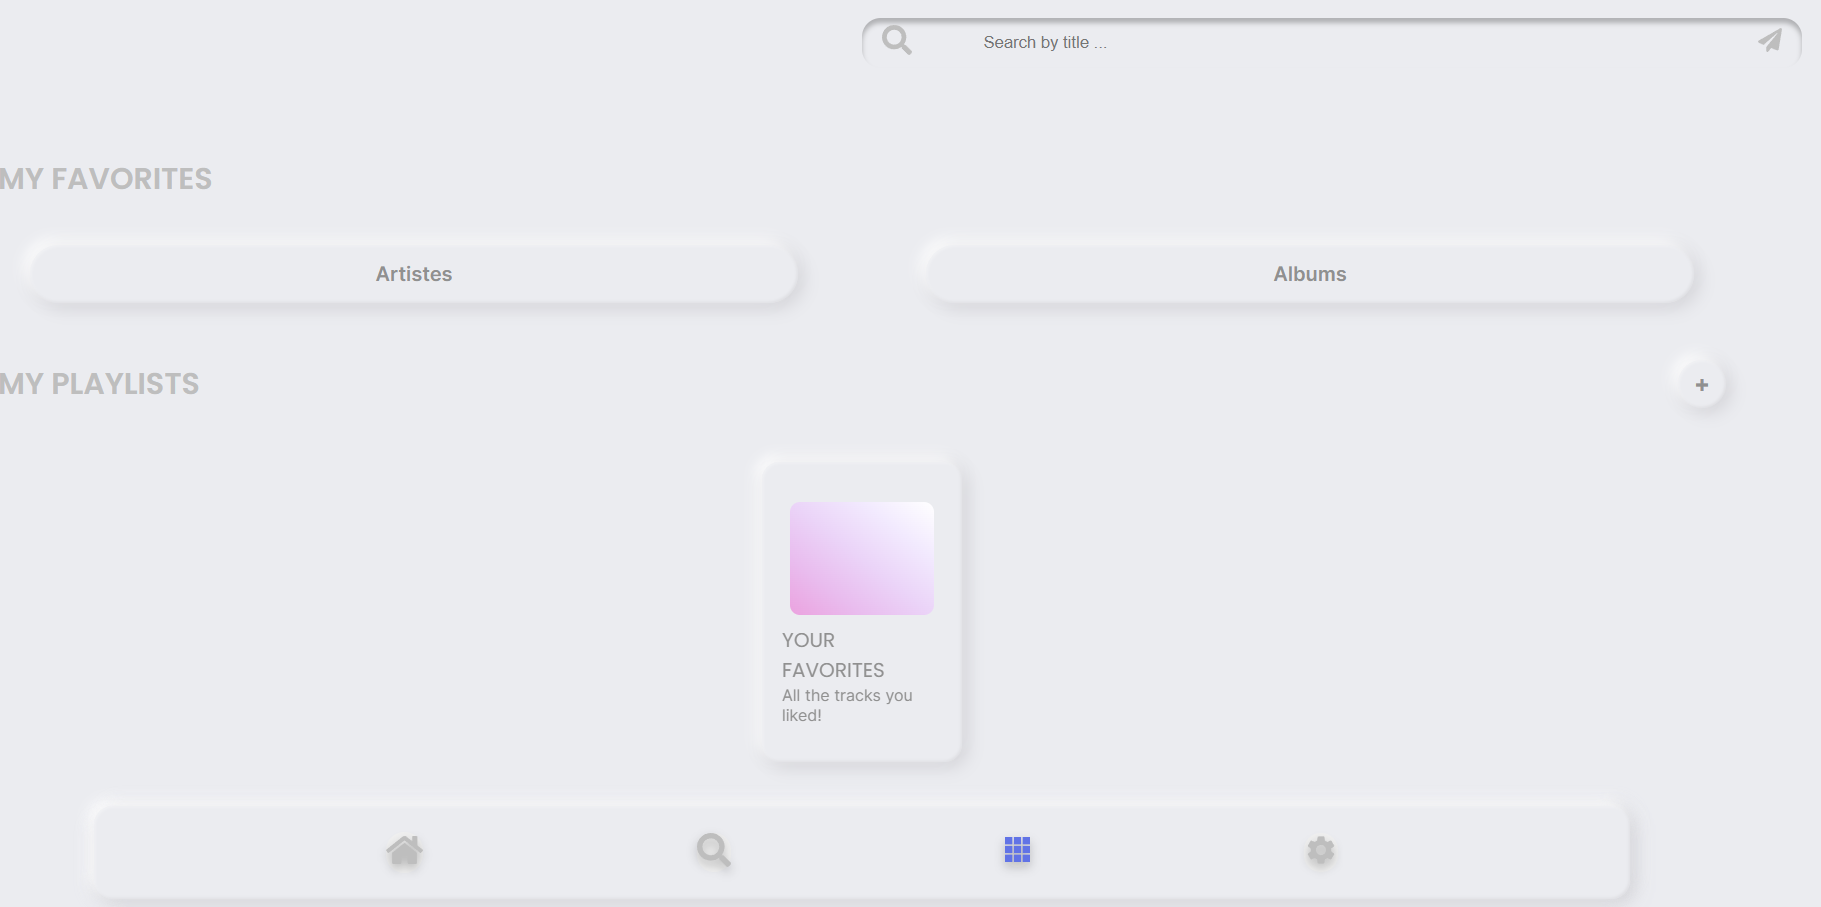 Search by title ...
MY FAVORITES
Artistes
Albums
MY PLAYLISTS
+
YOUR
FAVORITES
All the tracks you
liked!